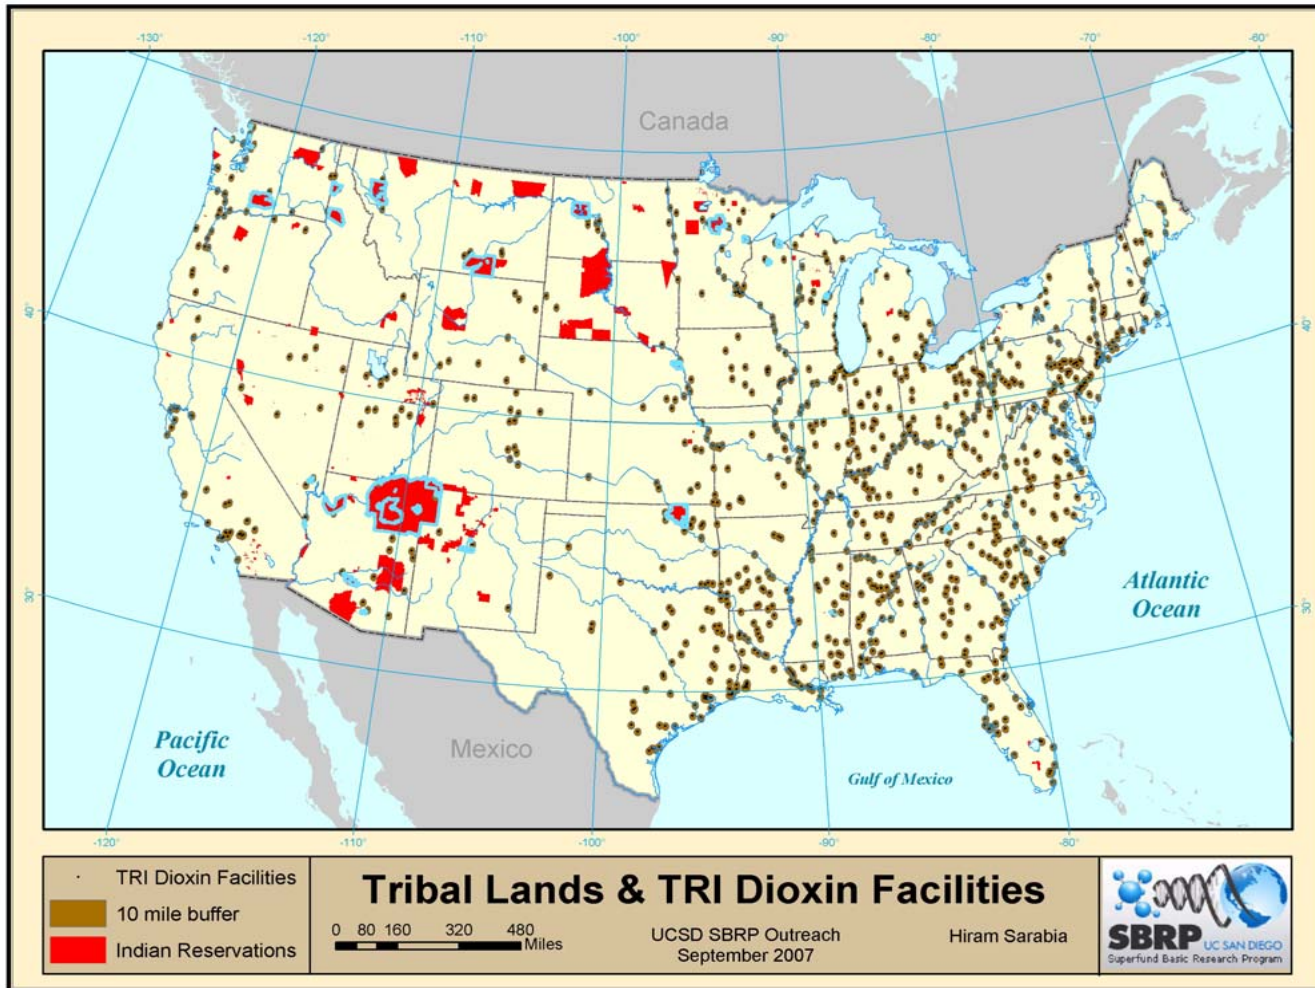 -130°
-120°
-110°
-100°
-90°
-80°
-70°
-60°
Canada
40°
40°
30°
30°
Atlantic
Ocean
Pacific
Ocean
Mexico
Gulf of Mexico
-120°
-110°
-100°
-90°
-80°
TRI Dioxin Facilities
10 mile buffer
Indian Reservations
Tribal Lands & TRI Dioxin Facilities
0 80 160 320 480
Miles
UCSD SBRP Outreach
September 2007
Hiram Sarabia
SBRP UC SAN DIEGO
Superfund Basic Research Program